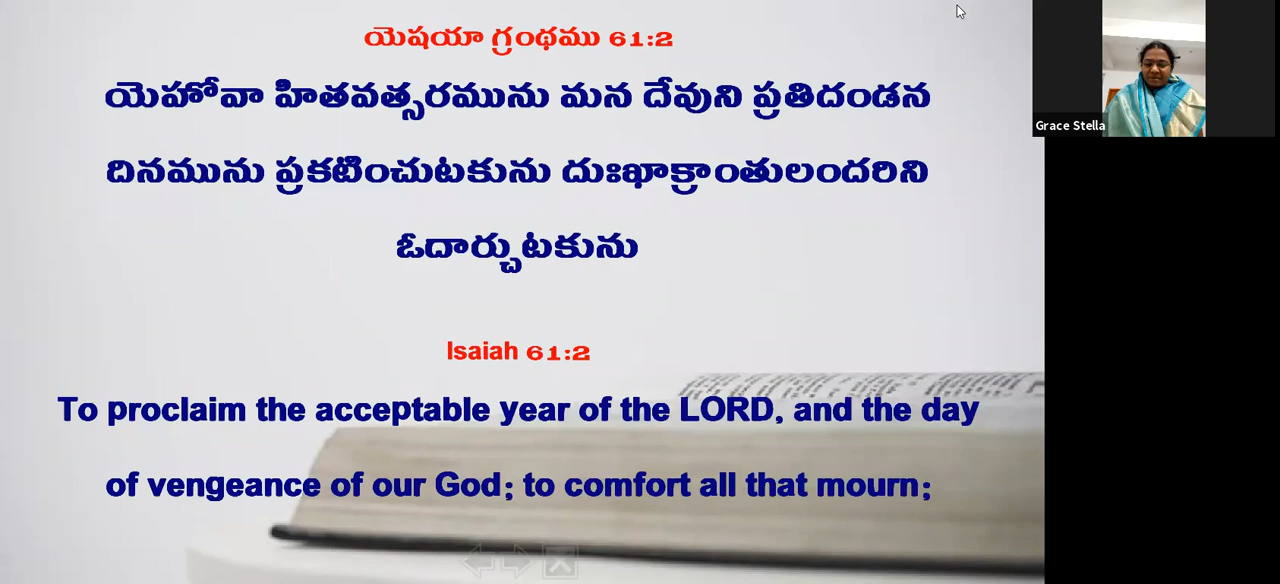 యెషయా గ్రంథము 61:2
యెహోవా హితవత్సరమును మన దేవుని ప్రతిదండన
దినమును ప్రకటించుటకును దుఃఖాక్రాంతులందరిని
ఓదార్చుటకును
Isaiah 61:2
To proclaim the acceptable year of the LORD, and the day
of vengeance of our God; to comfort all that mourn;
Grace Stella